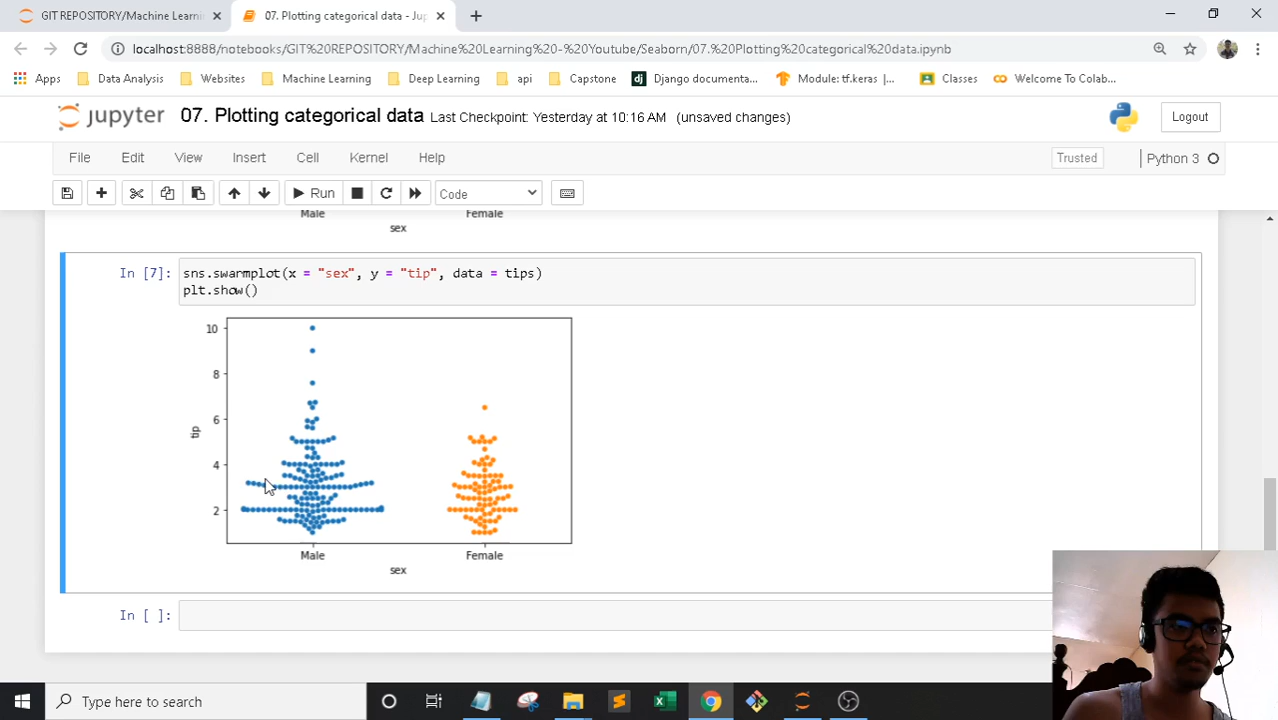 GIT REPOSITORY/Machine Learni
07. Plotting categorical data - Jup
localhost:8888/notebooks/GIT%20REPOSITORY/Machine%20Learning%20-%20Youtube/Seaborn/07.%20Plotting%20categorical%20data.ipynb
Apps Data Analysis Websites Machine Learning Deep Learning api Capstone Django documenta... Module: tf.keras |... Classes Welcome To Colab...
jupyter 07. Plotting categorical data Last Checkpoint: Yesterday at 10:16 AM (unsaved changes) Logout
File Edit View Insert Cell Kernel Help Trusted Python 3
Run Code
Male Female
sex
In [7]: sns.swarmplot(x = "sex", y = "tip", data = tips)
plt.show()
10
8
6
tip
4
2
Male Female
sex
In [ ]:
Type here to search